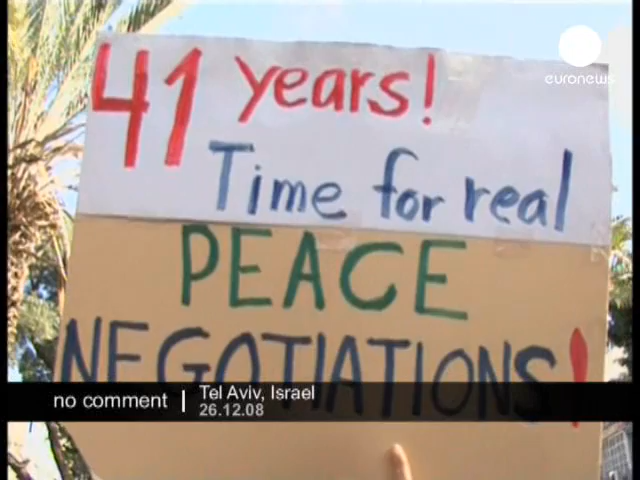 euronews
41 years!
Time for real
PEACE
NEGOTIATIONS!
no comment | Tel Aviv, Israel
26.12.08